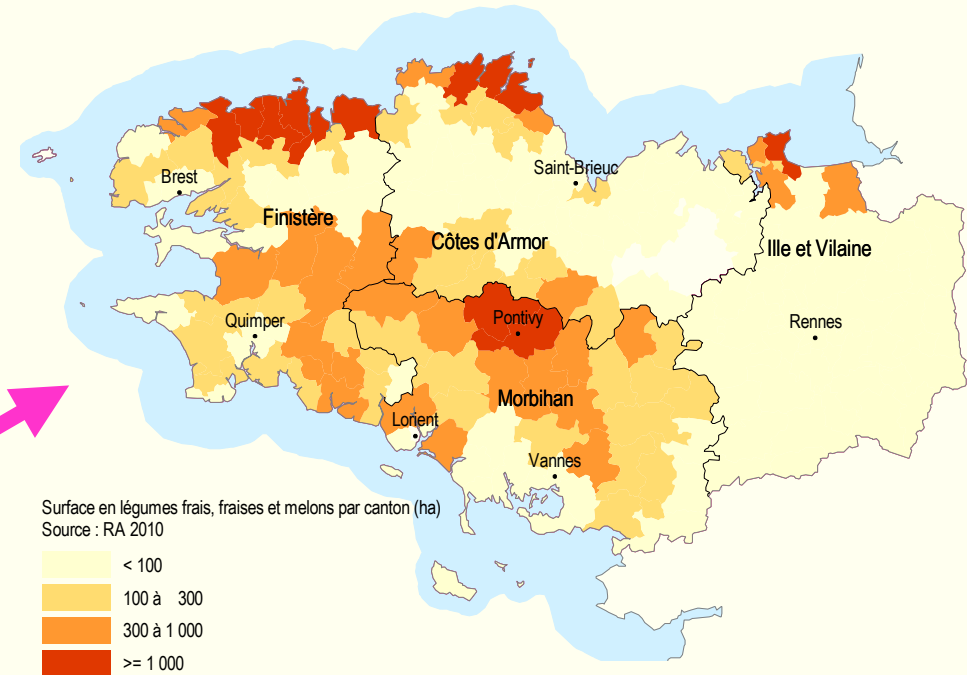 Saint-Brieuc
Brest
Finistère
Côtes d'Armor
Ille et Vilaine
Quimper
Pontivy
Rennes
Morbihan
Lorient
Vannes
Surface en légumes frais, fraises et melons par canton (ha)
Source : RA 2010
< 100
100 à 300
300 à 1 000
>= 1 000